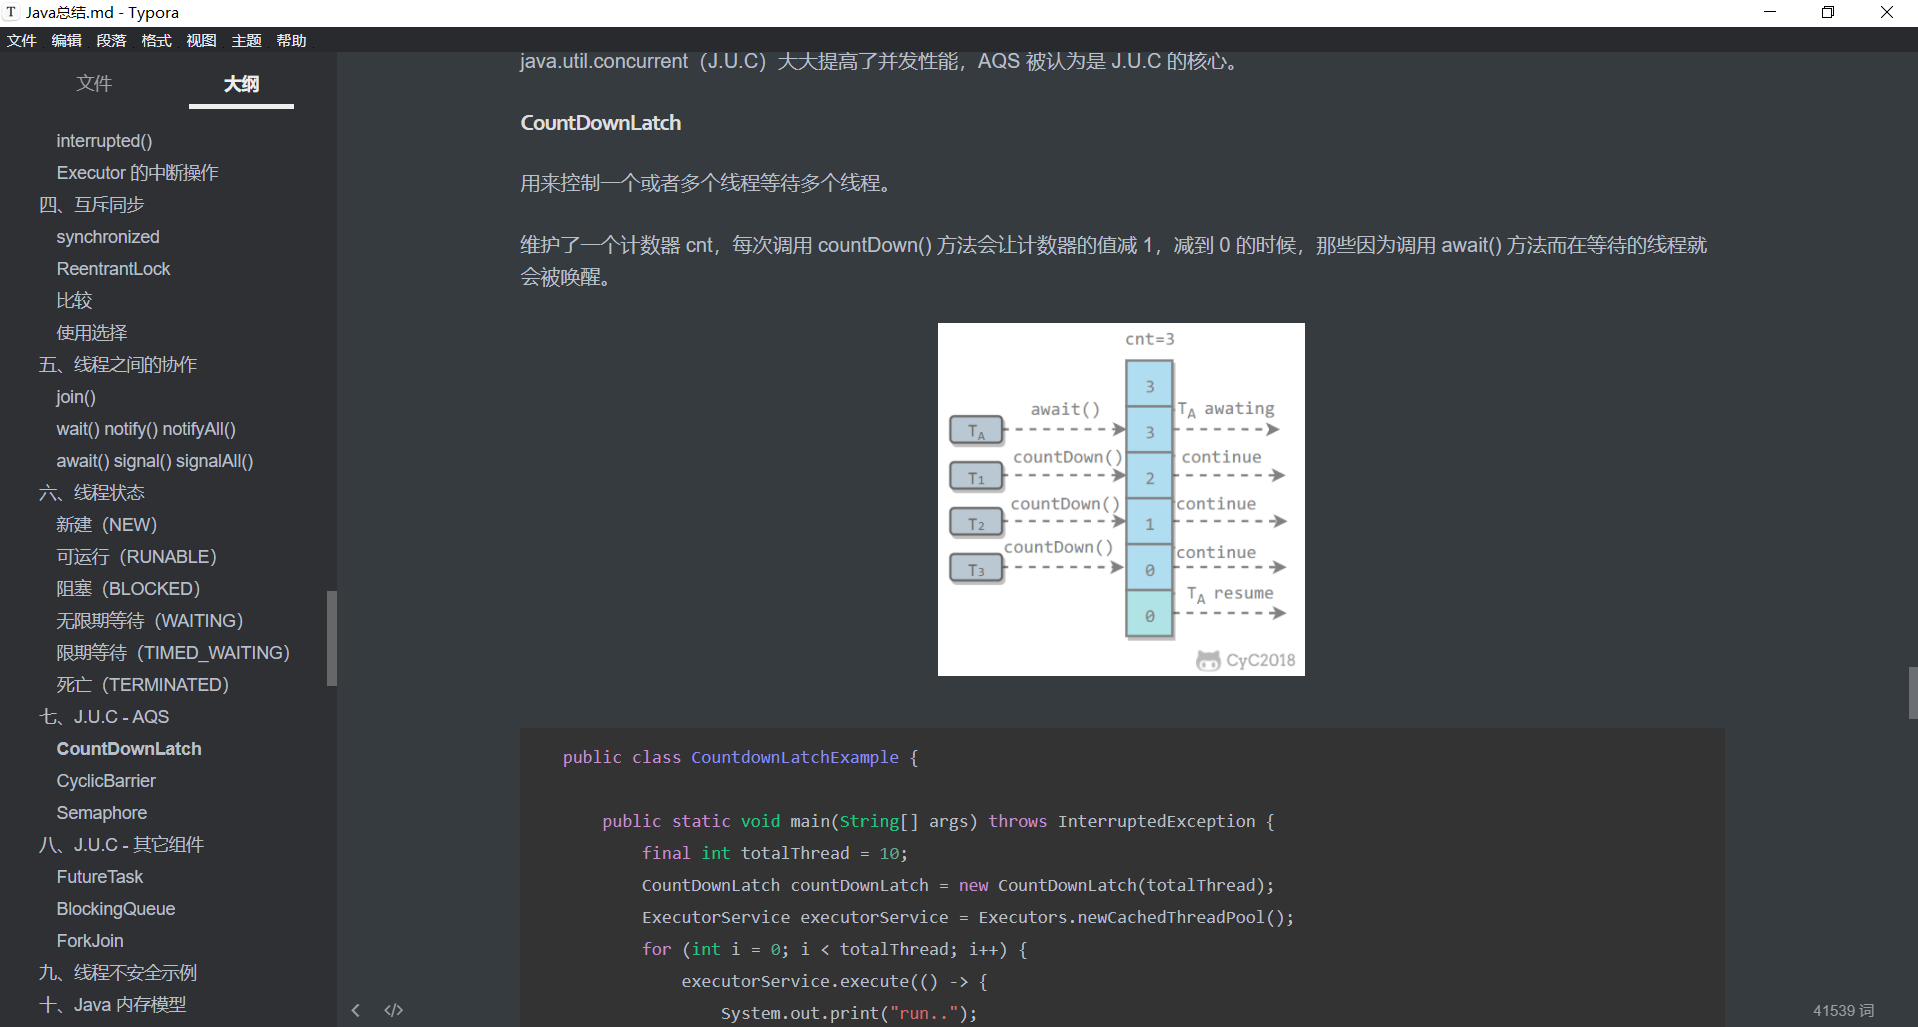 Java总结.md - Typora
文件 编辑 段落 格式 视图 主题 帮助
文件 大纲
interrupted()
Executor 的中断操作
四、互斥同步
synchronized
ReentrantLock
比较
使用选择
五、线程之间的协作
join()
wait() notify() notifyAll()
await() signal() signalAll()
六、线程状态
新建（NEW）
可运行（RUNABLE）
阻塞（BLOCKED）
无限期等待（WAITING）
限期等待（TIMED_WAITING）
死亡（TERMINATED）
七、J.U.C - AQS
CountDownLatch
CyclicBarrier
Semaphore
八、J.U.C - 其它组件
FutureTask
BlockingQueue
ForkJoin
九、线程不安全示例
十、Java 内存模型
java.util.concurrent（J.U.C）大大提高了并发性能，AQS 被认为是 J.U.C 的核心。
CountDownLatch
用来控制一个或者多个线程等待多个线程。
维护了一个计数器 cnt，每次调用 countDown() 方法会让计数器的值减 1，减到 0 的时候，那些因为调用 await() 方法而在等待的线程就
会被唤醒。
cnt=3
3
TA await() 3 TA awating
T1 countDown() 2 continue
T2 countDown() 1 continue
T3 countDown() 0 continue
0 TA resume
CyC2018
public class CountdownLatchExample {
public static void main(String[] args) throws InterruptedException {
final int totalThread = 10;
CountDownLatch countDownLatch = new CountDownLatch(totalThread);
ExecutorService executorService = Executors.newCachedThreadPool();
for (int i = 0; i < totalThread; i++) {
executorService.execute(() -> {
System.out.print("run..");
41539 词